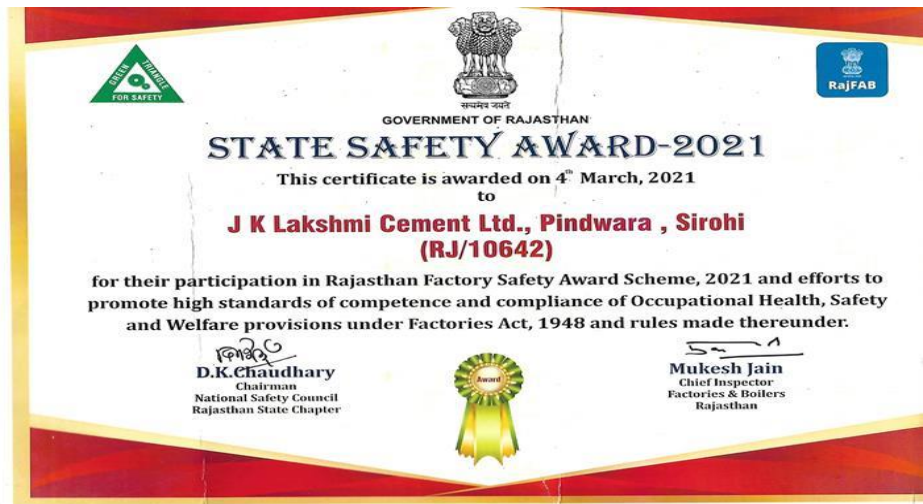 GREEN TRIANGLE
FOR SAFETY
सत्यमेव जयते
RajFAB
GOVERNMENT OF RAJASTHAN
STATE SAFETY AWARD-2021
This certificate is awarded on 4th March, 2021
to
J K Lakshmi Cement Ltd., Pindwara , Sirohi
(RJ/10642)
for their participation in Rajasthan Factory Safety Award Scheme, 2021 and efforts to
promote high standards of competence and compliance of Occupational Health, Safety
and Welfare provisions under Factories Act, 1948 and rules made thereunder.
D.K.Chaudhary
Chairman
National Safety Council
Rajasthan State Chapter
Award
Mukesh Jain
Chief Inspector
Factories & Boilers
Rajasthan